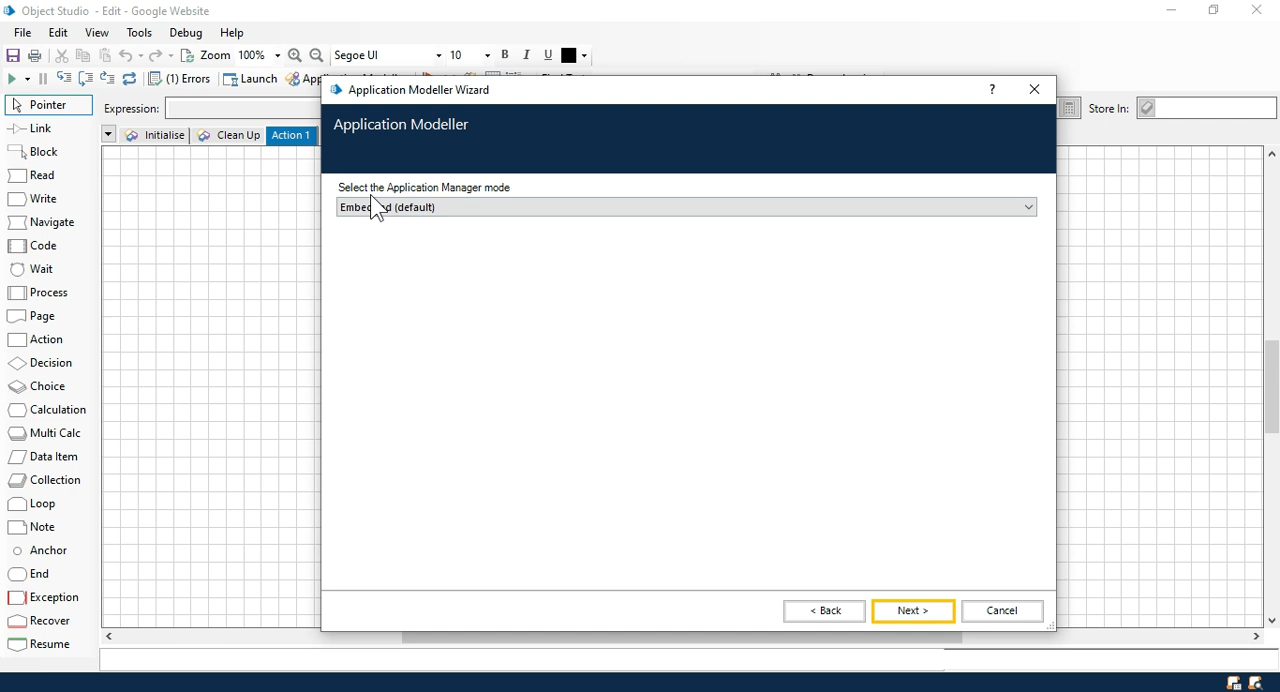 Object Studio - Edit - Google Website
File Edit View Tools Debug Help
Zoom 100% Segoe UI 10 B I U
(1) Errors Launch
Application Modeller Wizard ?
Pointer
Expression:
Store In:
Application Modeller
Link
Initialise Clean Up Action 1
Block
Read
Select the Application Manager mode
Write
(default)
Navigate
Code
Wait
Process
Page
Action
Decision
Choice
Calculation
Multi Calc
Data Item
Collection
Loop
Note
Anchor
End
Exception
< Back Next > Cancel
Recover
Resume